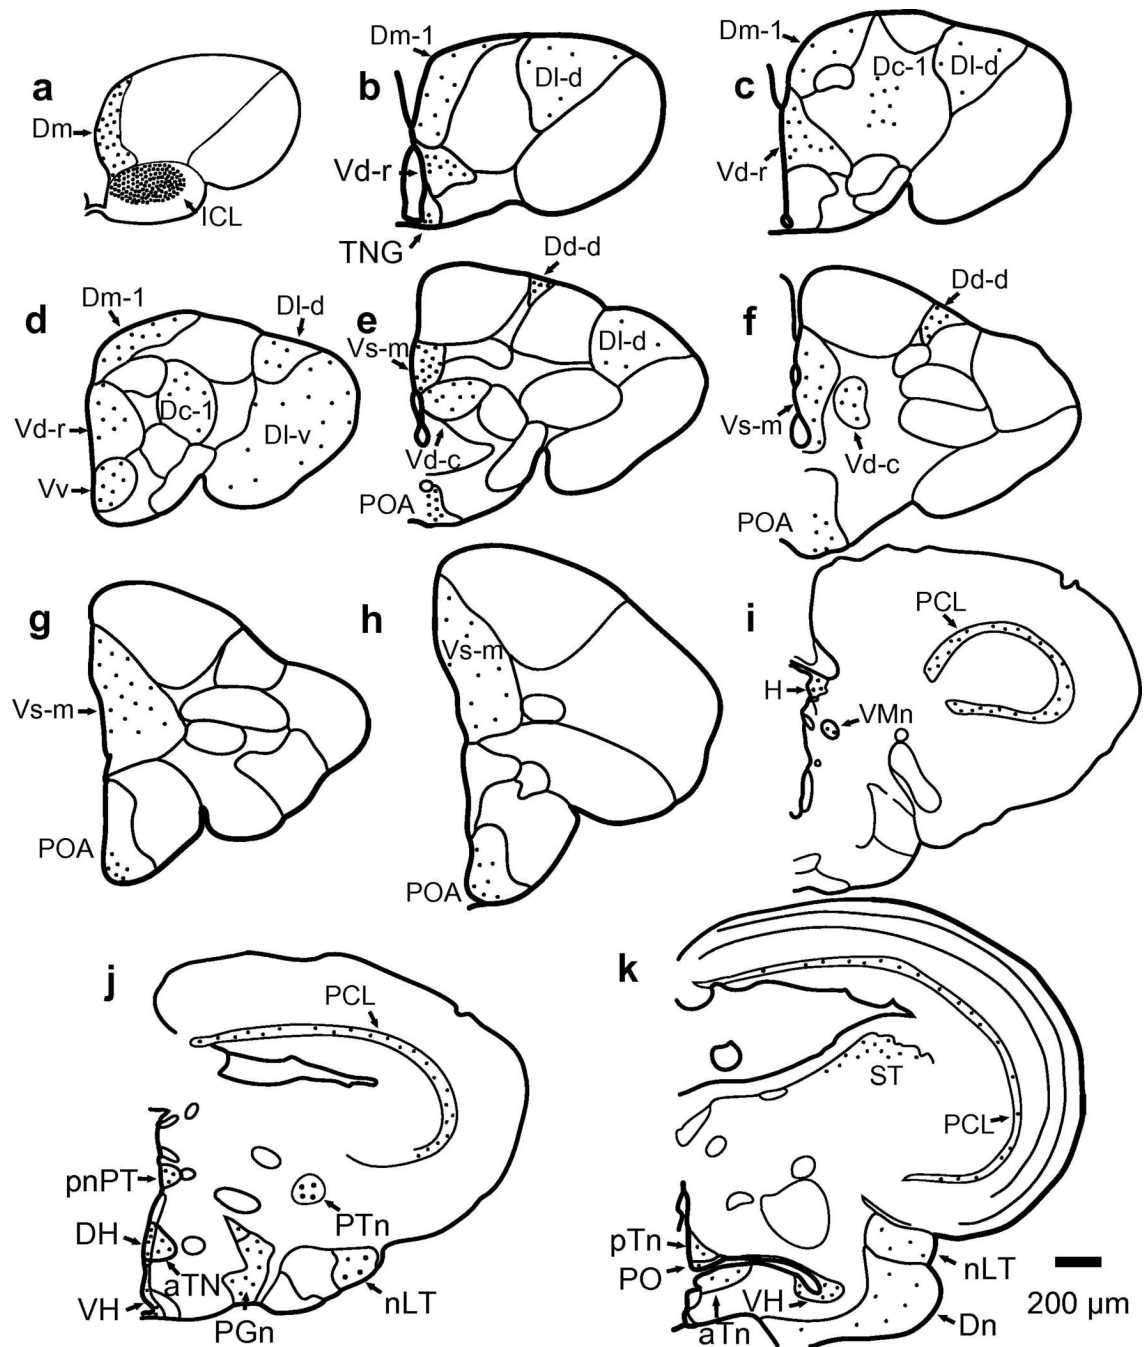 a
Dm
ICL
b
Dm-1
Dl-d
Vd-r
TNG
c
Dm-1
Dc-1
Dl-d
Vd-r
d
Dm-1
Dl-d
Dc-1
Dl-v
Vd-r
Vv
e
Dd-d
Vs-m
Dl-d
Vd-c
POA
f
Dd-d
Vs-m
Vd-c
POA
g
Vs-m
POA
h
Vs-m
POA
i
PCL
H
VMn
j
PCL
pnPT
PTn
DH
aTN
VH
PGn
nLT
k
ST
PCL
pTn
PO
aTn
VH
nLT
Dn
200 µm